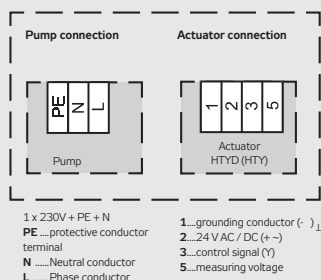 Pump connection
Actuator connection
PE N L
1 2 3 5
Pump
Actuator
HTYD (HTY)
1 x 230V + PE + N
PE ....protective conductor
terminal
N ......Neutral conductor
L ......Phase conductor
1....grounding conductor (- ) ⊥
2....24 V AC / DC (+ ~)
3....control signal (Y)
5....measuring voltage